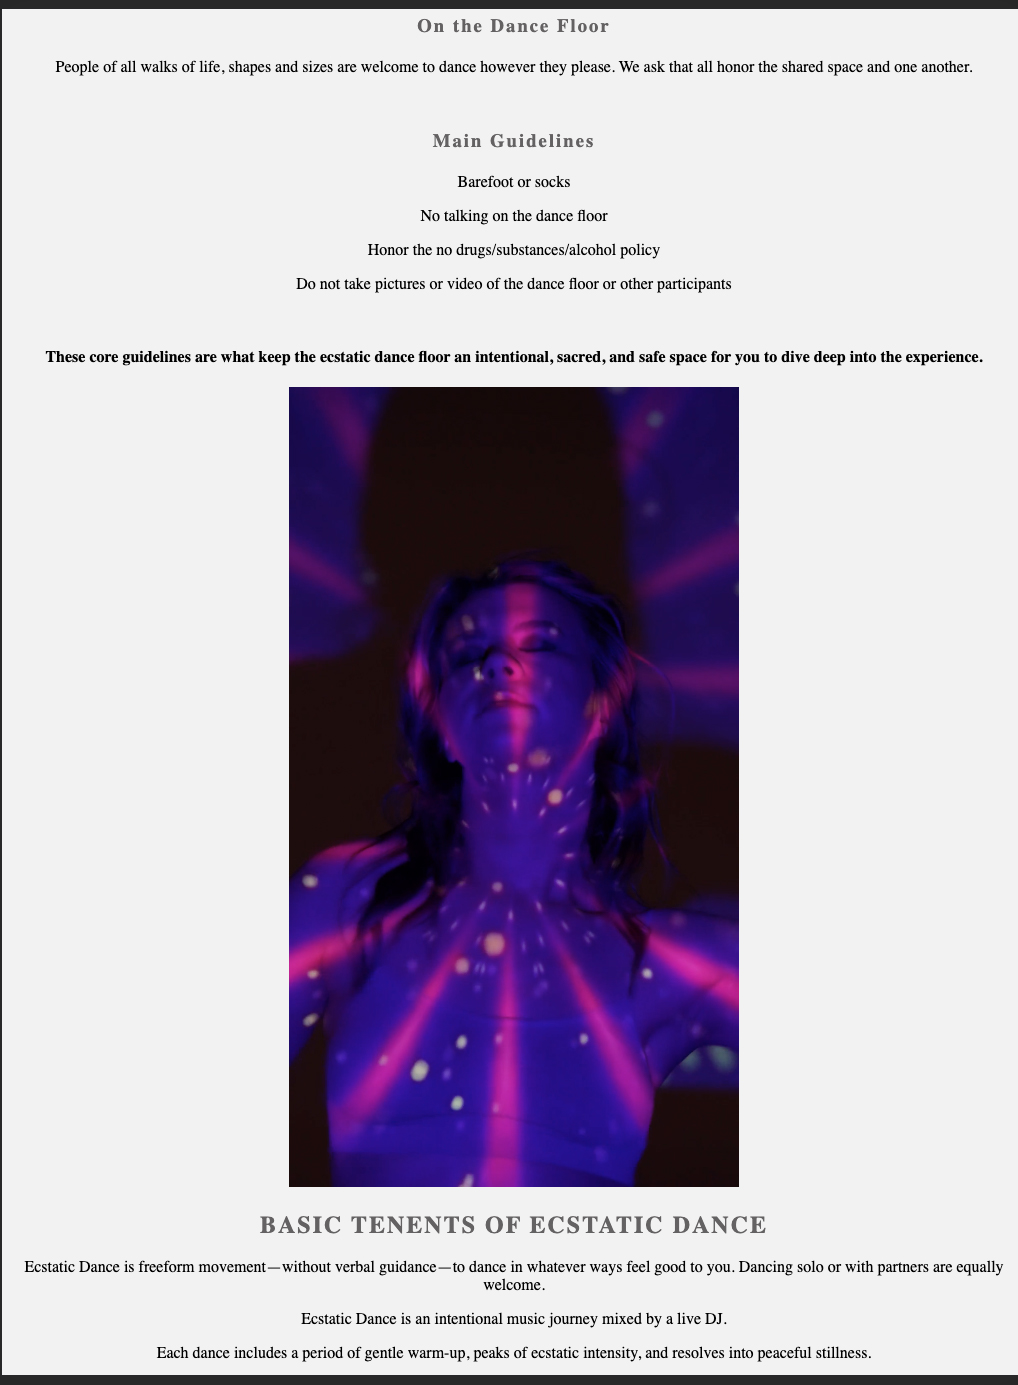 On the Dance Floor
People of all walks of life, shapes and sizes are welcome to dance however they please. We ask that all honor the shared space and one another.
Main Guidelines
Barefoot or socks
No talking on the dance floor
Honor the no drugs/substances/alcohol policy
Do not take pictures or video of the dance floor or other participants
These core guidelines are what keep the ecstatic dance floor an intentional, sacred, and safe space for you to dive deep into the experience.
BASIC TENENTS OF ECSTATIC DANCE
Ecstatic Dance is freeform movement—without verbal guidance—to dance in whatever ways feel good to you. Dancing solo or with partners are equally
welcome.
Ecstatic Dance is an intentional music journey mixed by a live DJ.
Each dance includes a period of gentle warm-up, peaks of ecstatic intensity, and resolves into peaceful stillness.